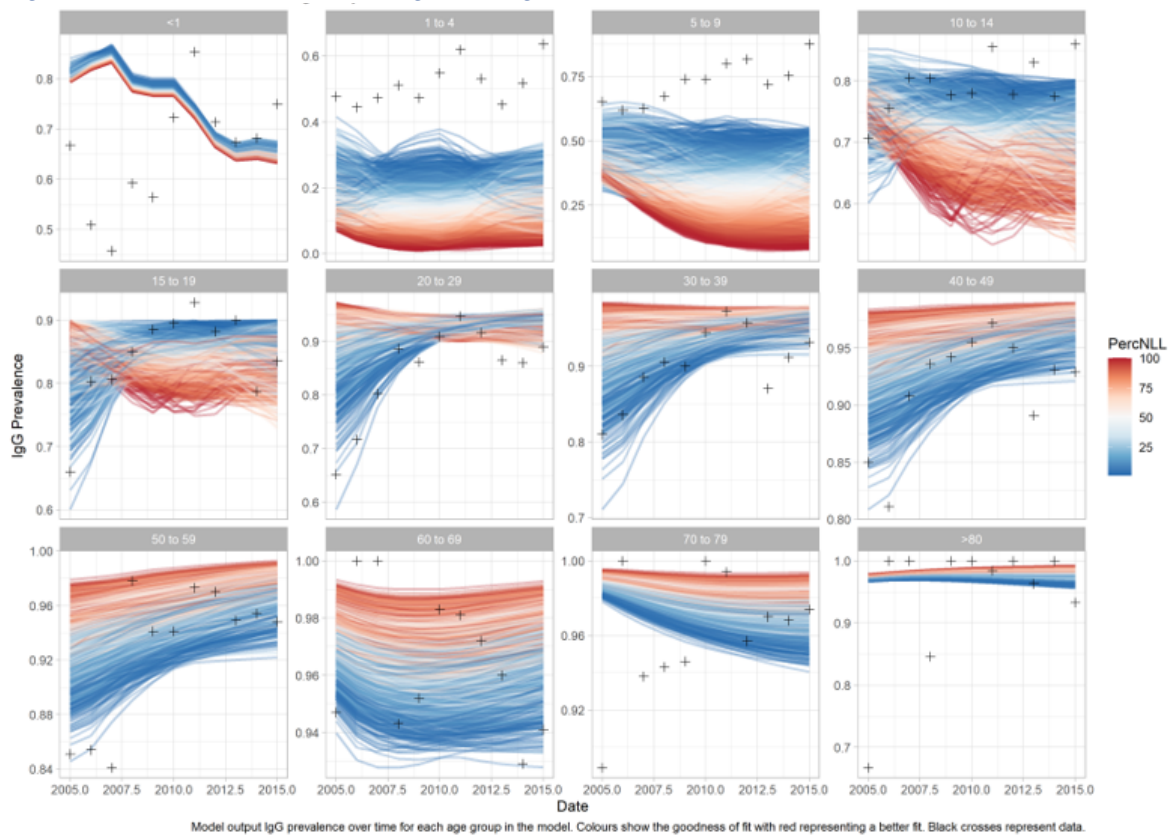 <1 1 to 4 5 to 9 10 to 14
0.8 0.7 0.6 0.5
0.6 0.4 0.2 0.0
0.75 0.50 0.25
0.8 0.7 0.6
15 to 19 20 to 29 30 to 39 40 to 49
0.9 0.8 0.7 0.6
0.9 0.8 0.7 0.6
0.9 0.8 0.7
0.95 0.90 0.85 0.80
IgG Prevalence
PercNLL
100
75
50
25
50 to 59 60 to 69 70 to 79 >80
1.00 0.96 0.92 0.88 0.84
1.00 0.98 0.96 0.94
1.00 0.96 0.92
1.0 0.9 0.8 0.7
2005.0 2007.5 2010.0 2012.5 2015.0 2005.0 2007.5 2010.0 2012.5 2015.0 2005.0 2007.5 2010.0 2012.5 2015.0 2005.0 2007.5 2010.0 2012.5 2015.0
Date
Model output IgG prevalence over time for each age group in the model. Colours show the goodness of fit with red representing a better fit. Black crosses represent data.